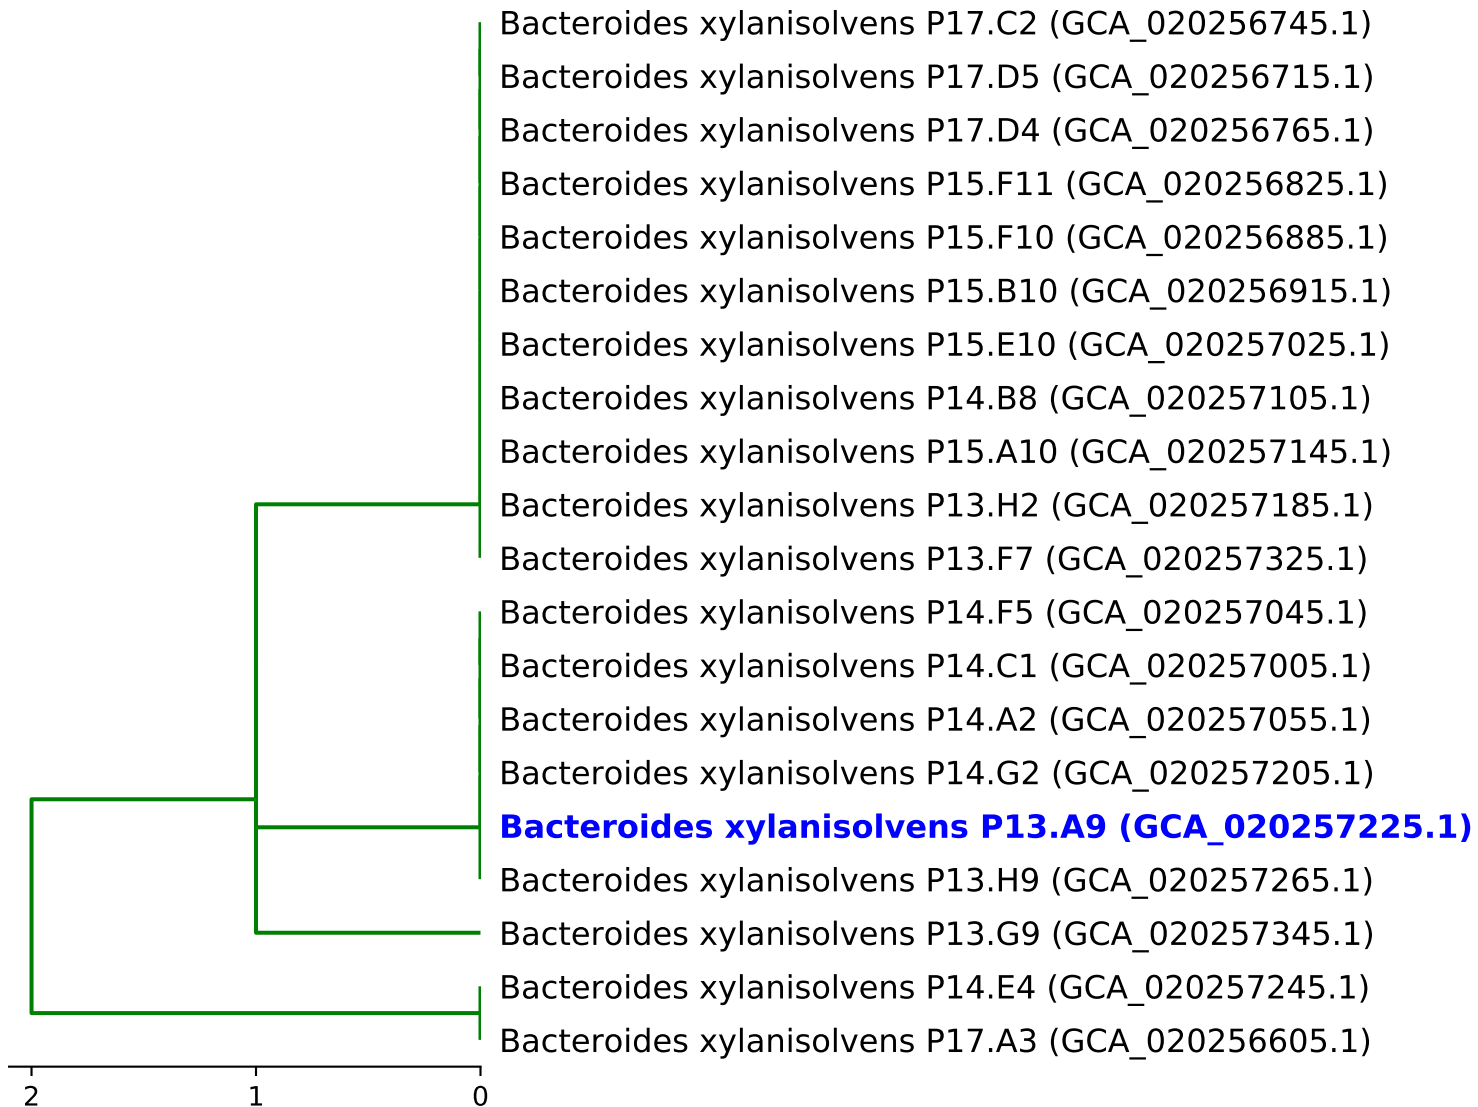 Bacteroides xylanisolvens P17.C2 (GCA_020256745.1)
Bacteroides xylanisolvens P17.D5 (GCA_020256715.1)
Bacteroides xylanisolvens P17.D4 (GCA_020256765.1)
Bacteroides xylanisolvens P15.F11 (GCA_020256825.1)
Bacteroides xylanisolvens P15.F10 (GCA_020256885.1)
Bacteroides xylanisolvens P15.B10 (GCA_020256915.1)
Bacteroides xylanisolvens P15.E10 (GCA_020257025.1)
Bacteroides xylanisolvens P14.B8 (GCA_020257105.1)
Bacteroides xylanisolvens P15.A10 (GCA_020257145.1)
Bacteroides xylanisolvens P13.H2 (GCA_020257185.1)
Bacteroides xylanisolvens P13.F7 (GCA_020257325.1)
Bacteroides xylanisolvens P14.F5 (GCA_020257045.1)
Bacteroides xylanisolvens P14.C1 (GCA_020257005.1)
Bacteroides xylanisolvens P14.A2 (GCA_020257055.1)
Bacteroides xylanisolvens P14.G2 (GCA_020257205.1)
Bacteroides xylanisolvens P13.A9 (GCA_020257225.1)
Bacteroides xylanisolvens P13.H9 (GCA_020257265.1)
Bacteroides xylanisolvens P13.G9 (GCA_020257345.1)
Bacteroides xylanisolvens P14.E4 (GCA_020257245.1)
Bacteroides xylanisolvens P17.A3 (GCA_020256605.1)
2 1 0